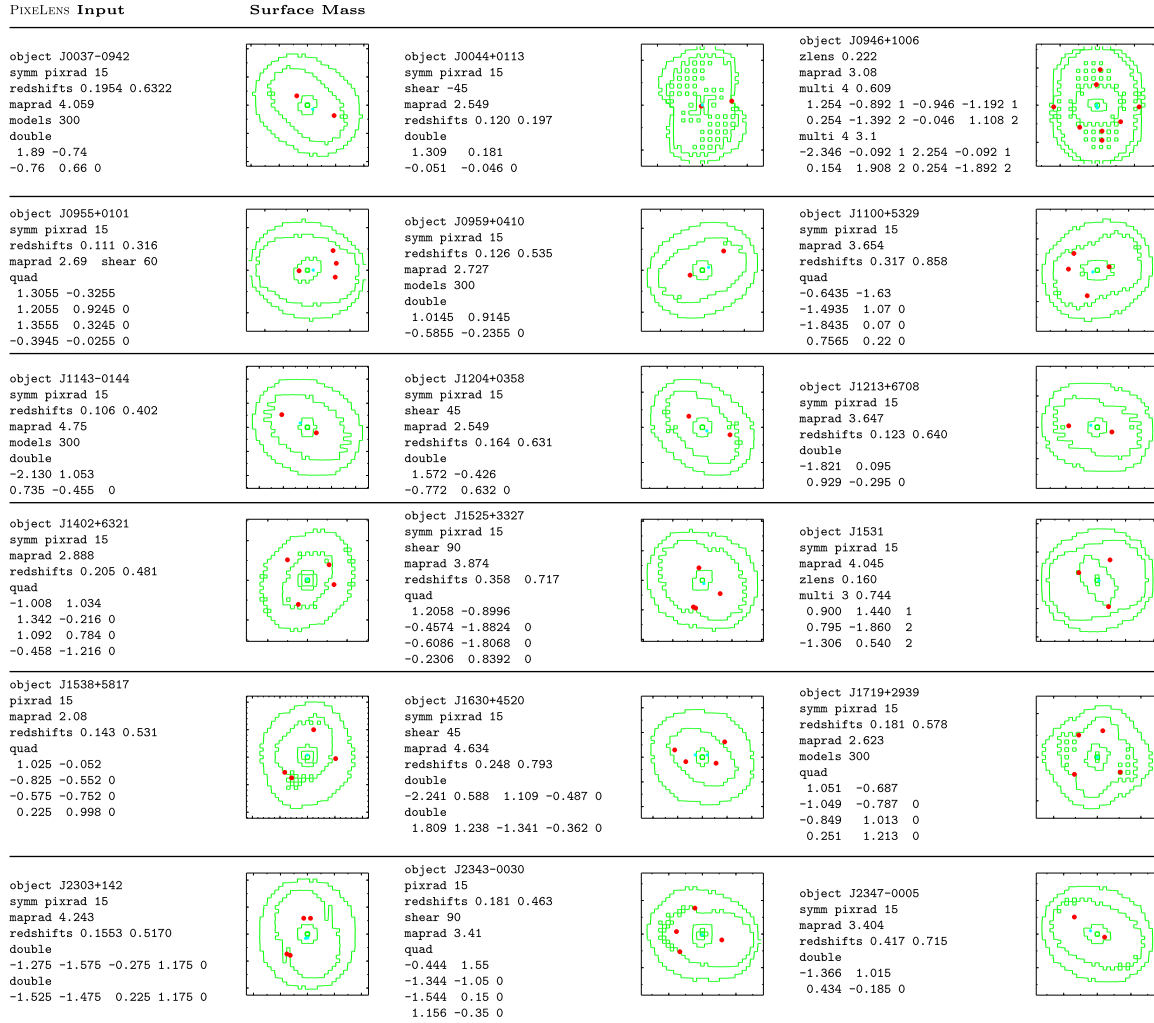 PIXELENS Input Surface Mass
object J0037-0942
symm pixrad 15
redshifts 0.1954 0.6322
maprad 4.059
models 300
double
1.89 -0.74
-0.76 0.66 0
object J0044+0113
symm pixrad 15
shear -45
maprad 2.549
redshifts 0.120 0.197
double
1.309 0.181
-0.051 -0.046 0
object J0946+1006
zlens 0.222
maprad 3.08
multi 4 0.609
1.254 -0.892 1 -0.946 -1.192 1
0.254 -1.392 2 -0.046 1.108 2
multi 4 3.1
-2.346 -0.092 1 2.254 -0.092 1
0.154 1.908 2 0.254 -1.892 2
object J0955+0101
symm pixrad 15
redshifts 0.111 0.316
maprad 2.69 shear 60
quad
1.3055 -0.3255
1.2055 0.9245 0
1.3555 0.3245 0
-0.3945 -0.0255 0
object J0959+0410
symm pixrad 15
redshifts 0.126 0.535
maprad 2.727
models 300
double
1.0145 0.9145
-0.5855 -0.2355 0
object J1100+5329
symm pixrad 15
maprad 3.654
redshifts 0.317 0.858
quad
-0.6435 -1.63
-1.4935 1.07 0
-1.8435 0.07 0
0.7565 0.22 0
object J1143-0144
symm pixrad 15
redshifts 0.106 0.402
maprad 4.75
models 300
double
-2.130 1.053
0.735 -0.455 0
object J1204+0358
symm pixrad 15
shear 45
maprad 2.549
redshifts 0.164 0.631
double
1.572 -0.426
-0.772 0.632 0
object J1213+6708
symm pixrad 15
maprad 3.647
redshifts 0.123 0.640
double
-1.821 0.095
0.929 -0.295 0
object J1402+6321
symm pixrad 15
maprad 2.888
redshifts 0.205 0.481
quad
-1.008 1.034
1.342 -0.216 0
1.092 0.784 0
-0.458 -1.216 0
object J1525+3327
symm pixrad 15
shear 90
maprad 3.874
redshifts 0.358 0.717
quad
1.2058 -0.8996
-0.4574 -1.8824 0
-0.6086 -1.8068 0
-0.2306 0.8392 0
object J1531
symm pixrad 15
maprad 4.045
zlens 0.160
multi 3 0.744
0.900 1.440 1
0.795 -1.860 2
-1.306 0.540 2
object J1538+5817
pixrad 15
maprad 2.08
redshifts 0.143 0.531
quad
1.025 -0.052
-0.825 -0.552 0
-0.575 -0.752 0
0.225 0.998 0
object J1630+4520
symm pixrad 15
shear 45
maprad 4.634
redshifts 0.248 0.793
double
-2.241 0.588 1.109 -0.487 0
double
1.809 1.238 -1.341 -0.362 0
object J1719+2939
symm pixrad 15
redshifts 0.181 0.578
maprad 2.623
models 300
quad
1.051 -0.687
-1.049 -0.787 0
-0.849 1.013 0
0.251 1.213 0
object J2303+142
symm pixrad 15
maprad 4.243
redshifts 0.1553 0.5170
double
-1.275 -1.575 -0.275 1.175 0
double
-1.525 -1.475 0.225 1.175 0
object J2343-0030
pixrad 15
redshifts 0.181 0.463
shear 90
maprad 3.41
quad
-0.444 1.55
-1.344 -1.05 0
-1.544 0.15 0
1.156 -0.35 0
object J2347-0005
symm pixrad 15
maprad 3.404
redshifts 0.417 0.715
double
-1.366 1.015
0.434 -0.185 0